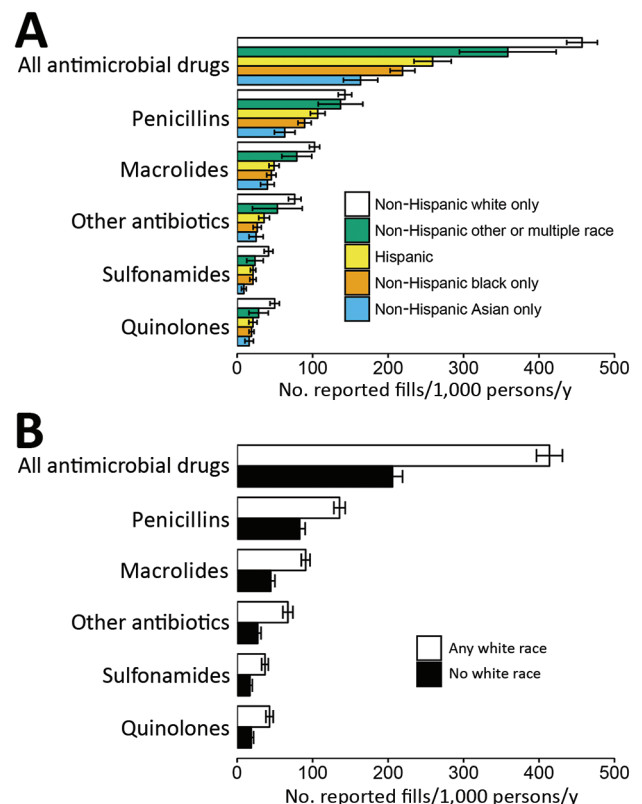 A
All antimicrobial drugs
Penicillins
Macrolides
Other antibiotics
Sulfonamides
Quinolones
Non-Hispanic white only
Non-Hispanic other or multiple race
Hispanic
Non-Hispanic black only
Non-Hispanic Asian only
0 100 200 300 400 500
No. reported fills/1,000 persons/y
B
All antimicrobial drugs
Penicillins
Macrolides
Other antibiotics
Sulfonamides
Quinolones
Any white race
No white race
0 100 200 300 400 500
No. reported fills/1,000 persons/y